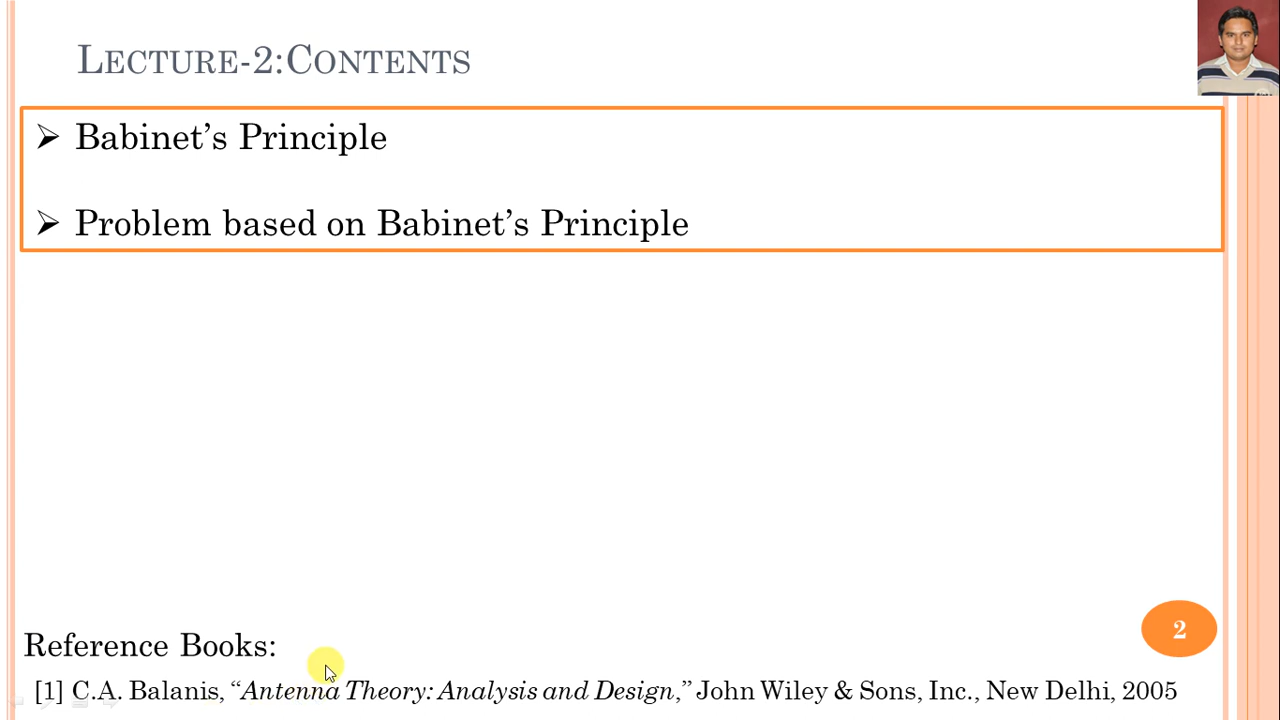 LECTURE-2:CONTENTS
➢ Babinet’s Principle
➢ Problem based on Babinet’s Principle
2
Reference Books:
[1] C.A. Balanis, “Antenna Theory: Analysis and Design,” John Wiley & Sons, Inc., New Delhi, 2005